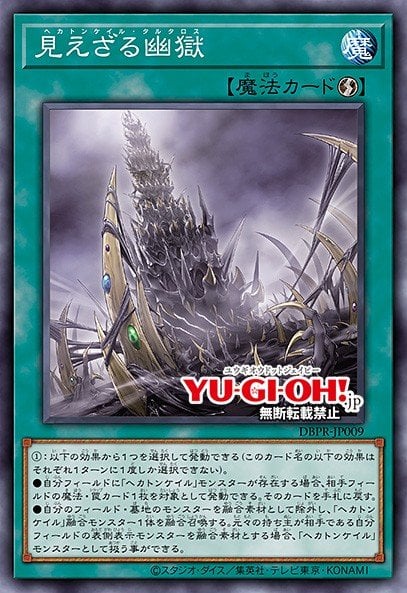 ヘカトンケイル タルタロス
見えざる幽獄
魔
【魔法カード】
ユウギオウドットジェイピー
YU-GI-OH!.jp
無断転載禁止
DBPR-JP009
①：以下の効果から1つを選択して発動できる（このカード名の以下の効果は
それぞれ1ターンに1度しか選択できない）。
●自分フィールドに「ヘカトンケイル」モンスターが存在する場合、相手フィー
ルドの魔法・罠カード1枚を対象として発動できる。そのカードを手札に戻す。
●自分のフィールド・墓地のモンスターを融合素材として除外し、「ヘカトン
ケイル」融合モンスター1体を融合召喚する。元々の持ち主が相手である自分
フィールドの表側表示モンスターを融合素材とする場合、「ヘカトンケイル」
モンスターとして扱う事ができる。
©スタジオ・ダイス／集英社・テレビ東京・KONAMI